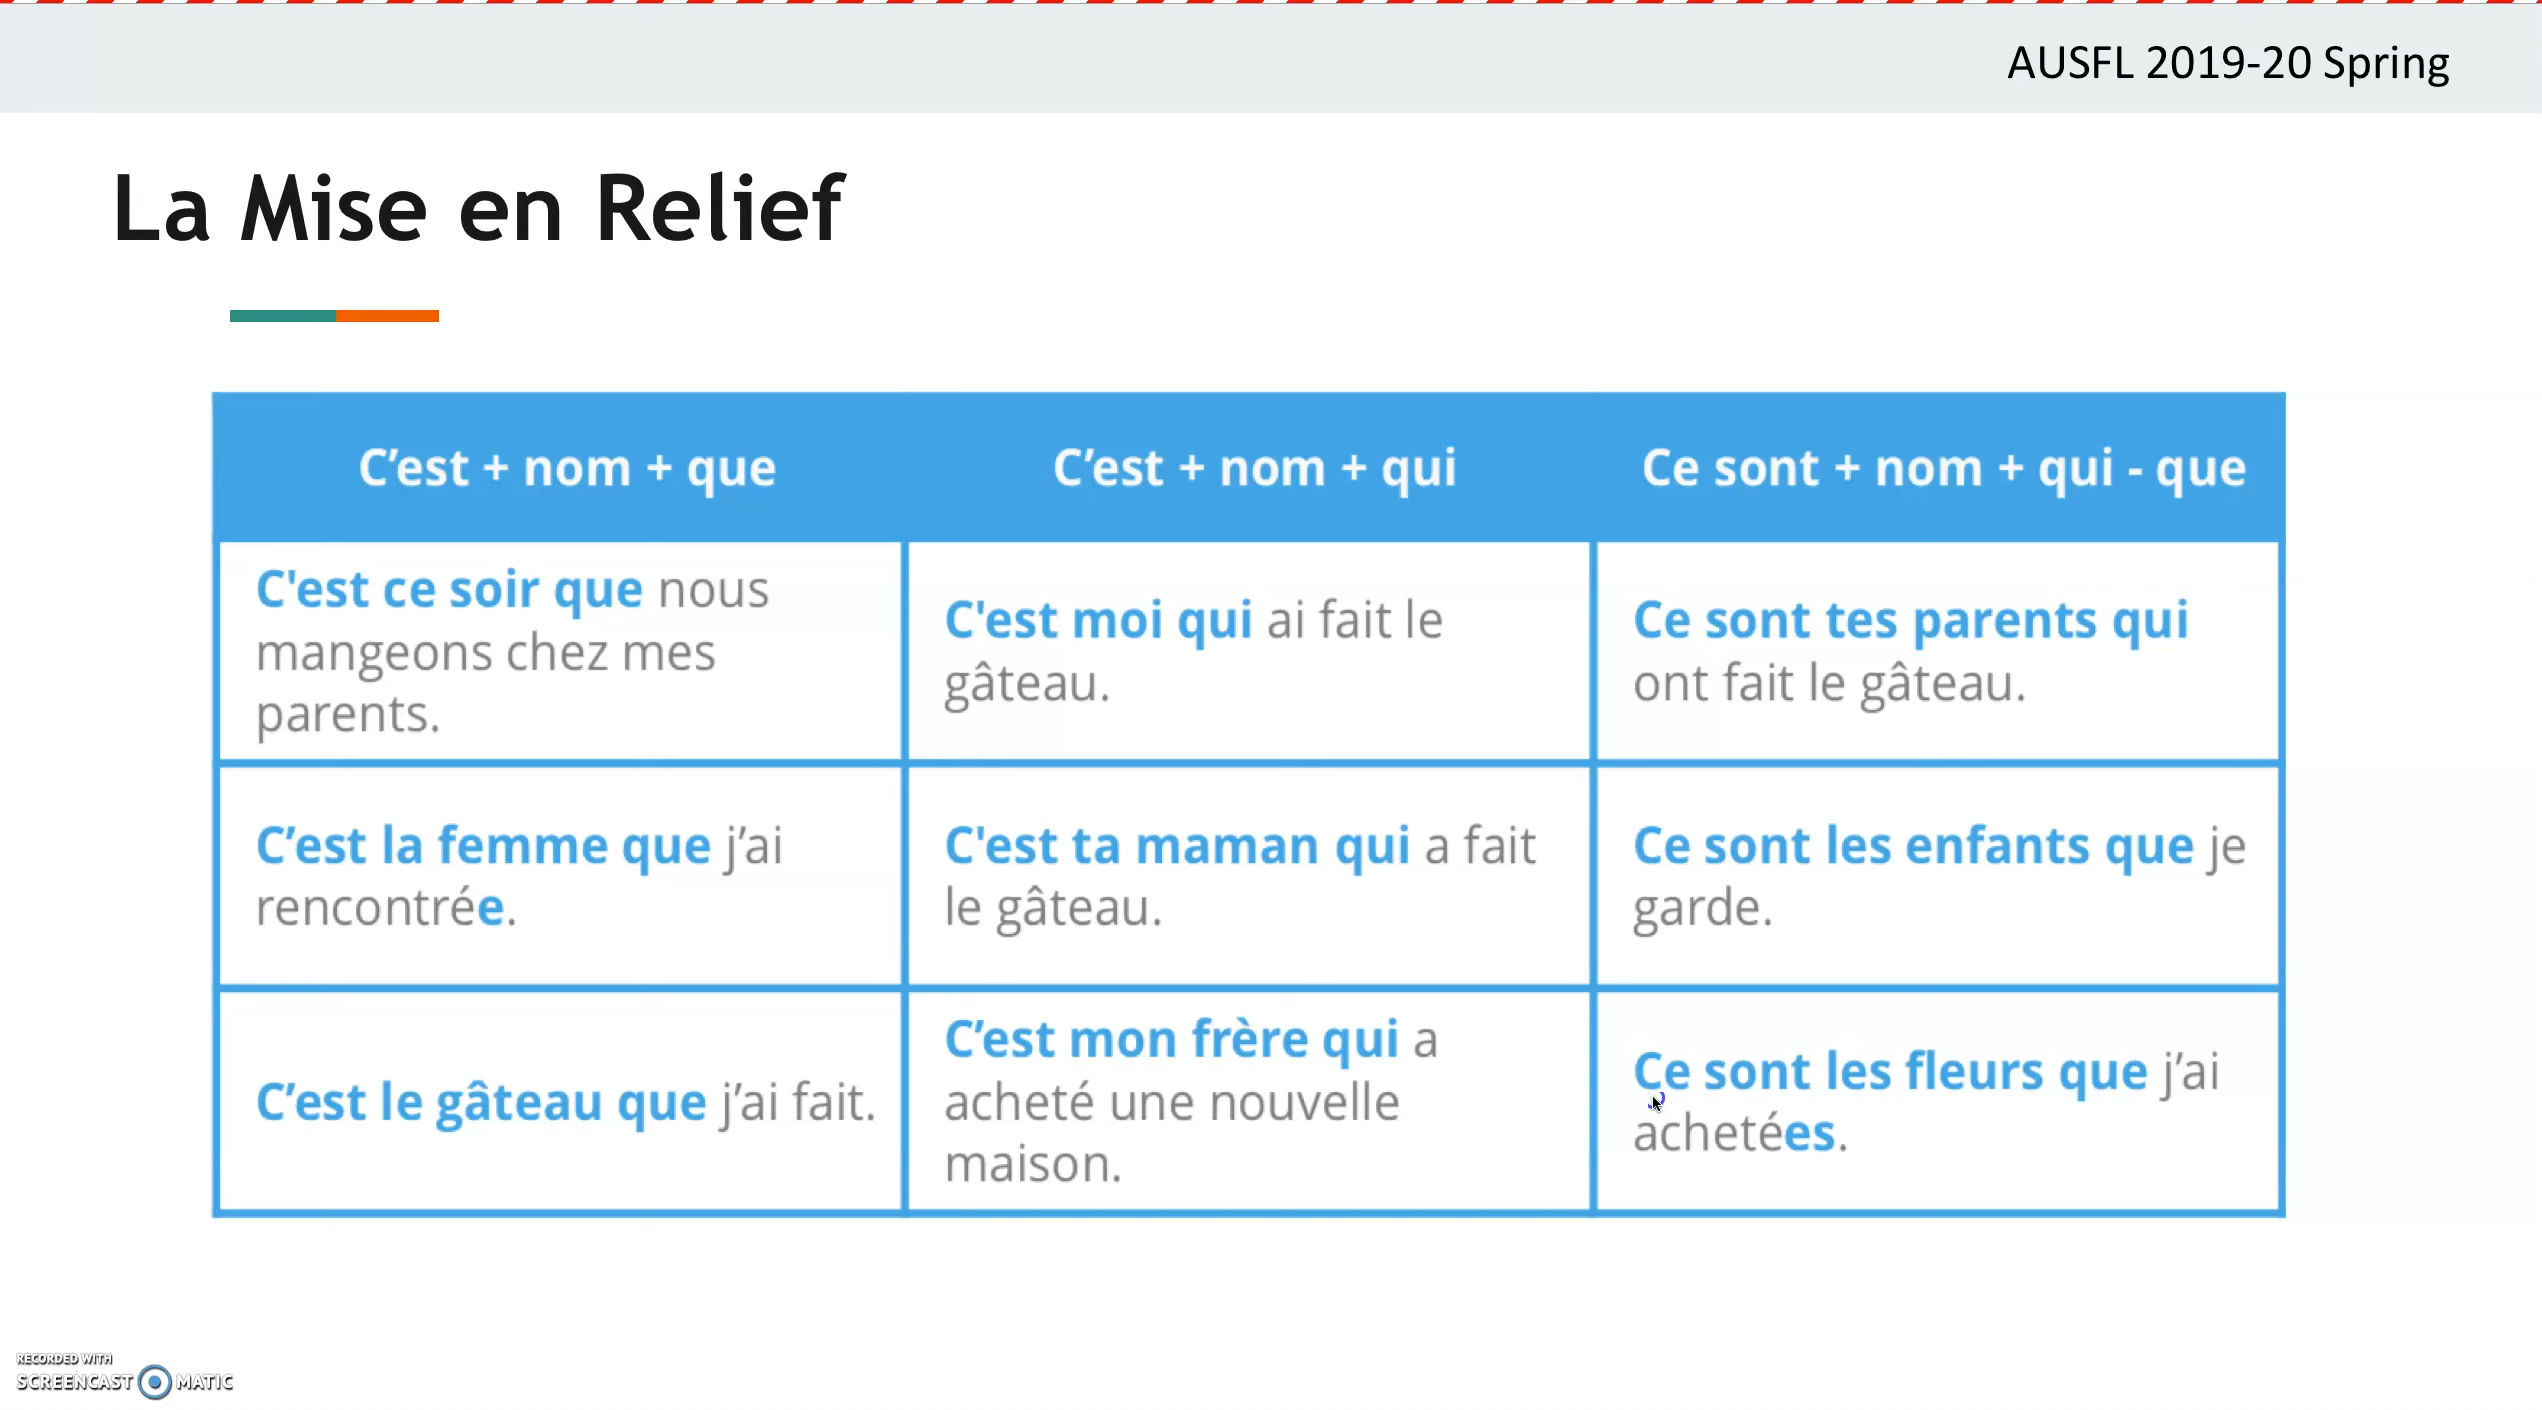 AUSFL 2019-20 Spring
La Mise en Relief
C’est + nom + que
C’est + nom + qui
Ce sont + nom + qui - que
C'est ce soir que nous
mangeons chez mes
parents.
C'est moi qui ai fait le
gâteau.
Ce sont tes parents qui
ont fait le gâteau.
C’est la femme que j’ai
rencontrée.
C'est ta maman qui a fait
le gâteau.
Ce sont les enfants que je
garde.
C’est le gâteau que j’ai fait.
C’est mon frère qui a
acheté une nouvelle
maison.
Ce sont les fleurs que j’ai
achetées.
RECORDED WITH
SCREENCAST MATIC